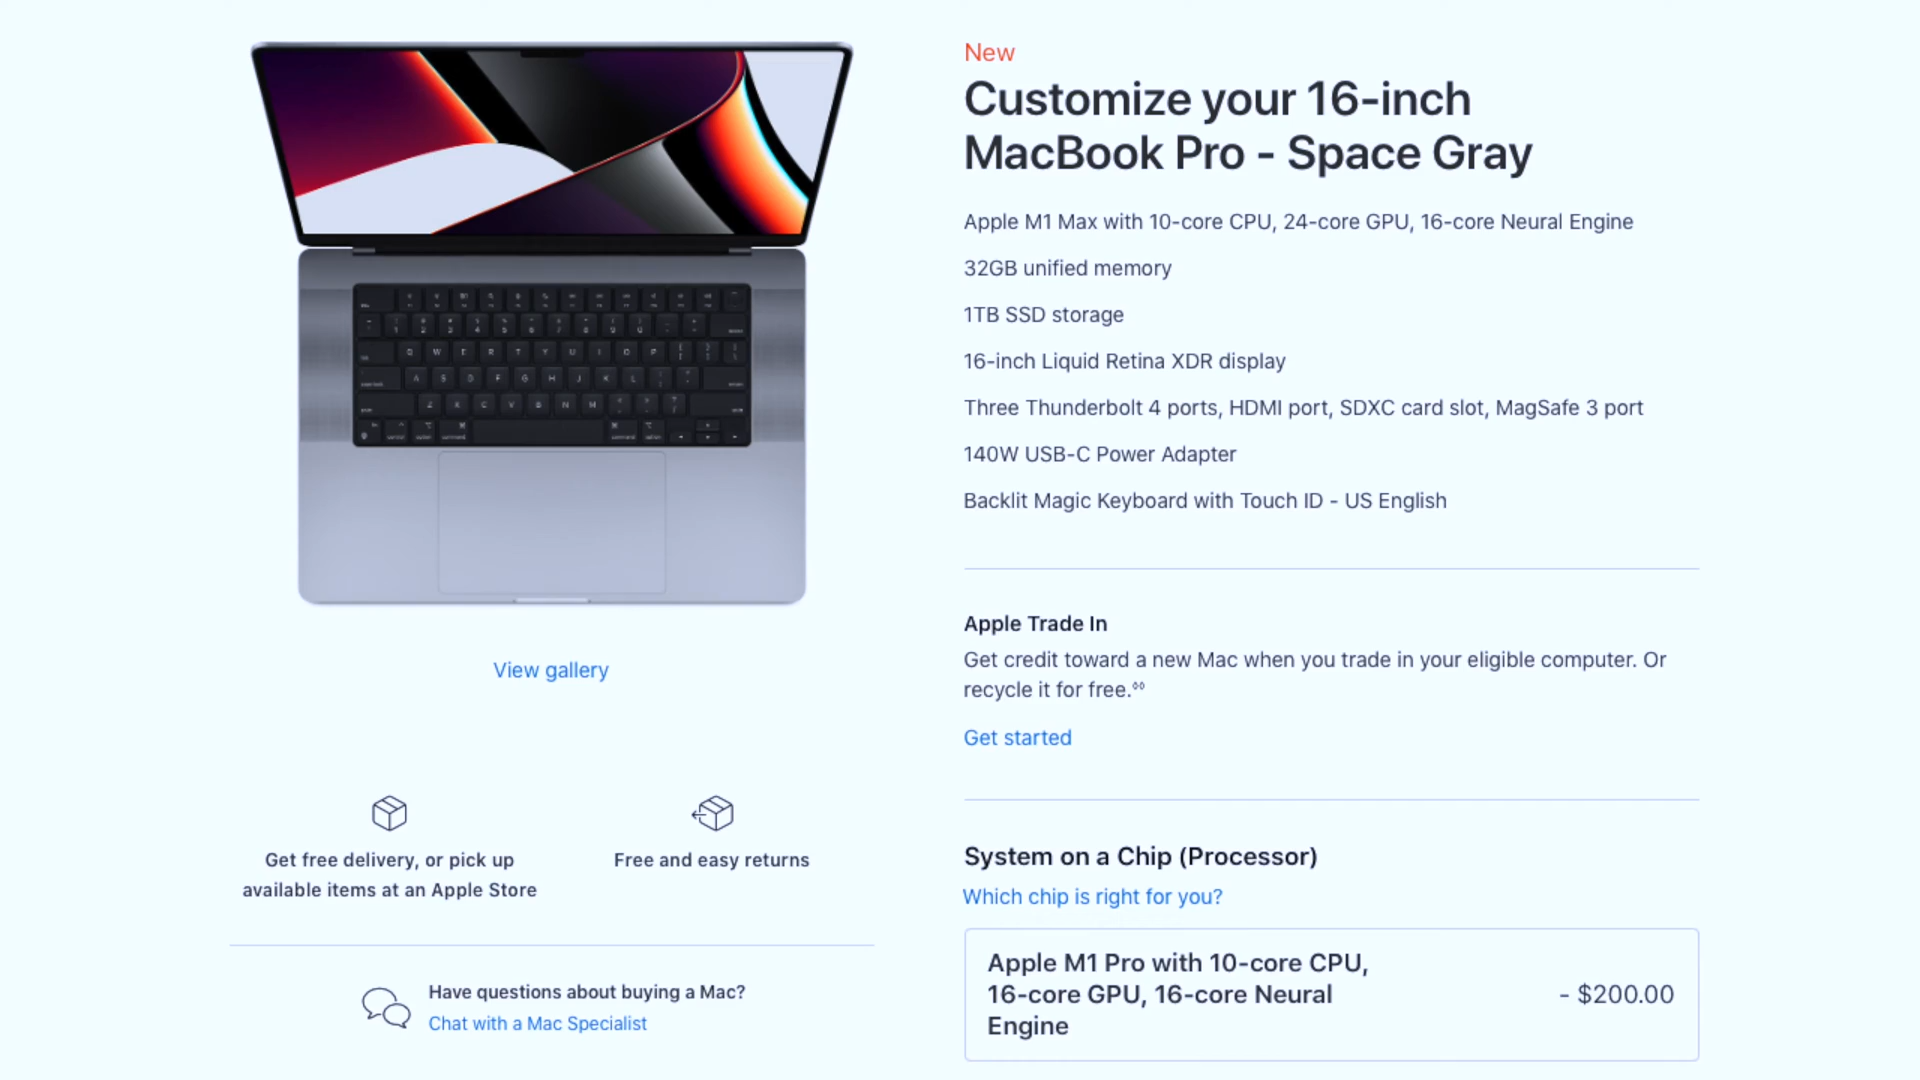 New
Customize your 16-inch
MacBook Pro - Space Gray
Apple M1 Max with 10-core CPU, 24-core GPU, 16-core Neural Engine
32GB unified memory
1TB SSD storage
16-inch Liquid Retina XDR display
Three Thunderbolt 4 ports, HDMI port, SDXC card slot, MagSafe 3 port
140W USB-C Power Adapter
Backlit Magic Keyboard with Touch ID - US English
Apple Trade In
Get credit toward a new Mac when you trade in your eligible computer. Or
recycle it for free.◊◊
Get started
System on a Chip (Processor)
Which chip is right for you?
Apple M1 Pro with 10-core CPU,
16-core GPU, 16-core Neural
Engine
- $200.00
View gallery
Get free delivery, or pick up
available items at an Apple Store
Free and easy returns
Have questions about buying a Mac?
Chat with a Mac Specialist